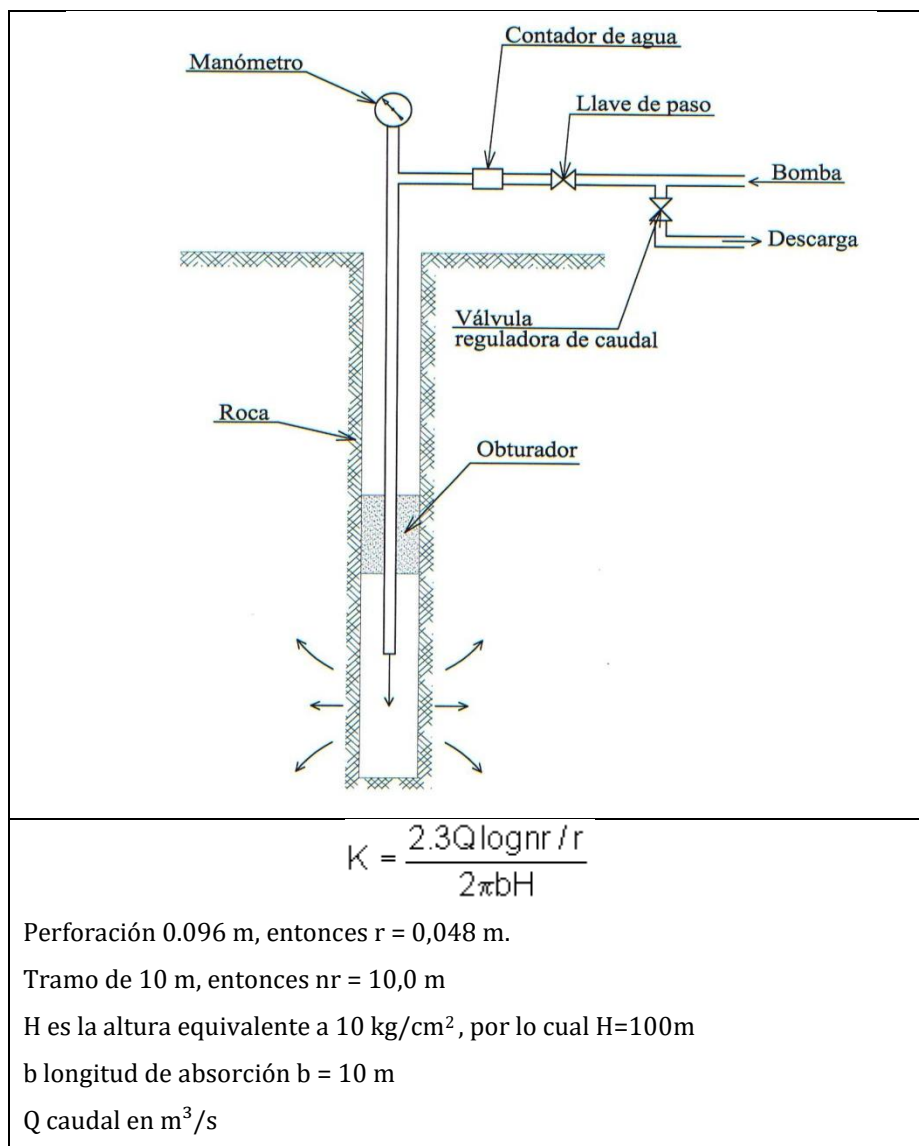 Contador de agua
Manómetro
Llave de paso
Bomba
Descarga
Válvula
reguladora de caudal
Roca
Obturador
K = 2.3Qlognr / r
2πbH
Perforación 0.096 m, entonces r = 0,048 m.
Tramo de 10 m, entonces nr = 10,0 m
H es la altura equivalente a 10 kg/cm², por lo cual H=100m
b longitud de absorción b = 10 m
Q caudal en m³/s